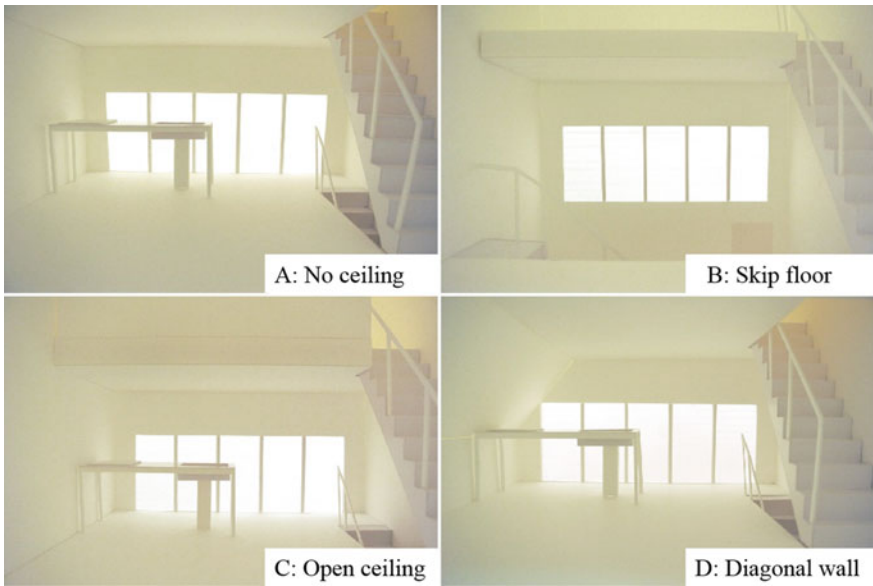 A: No ceiling
B: Skip floor
C: Open ceiling
D: Diagonal wall